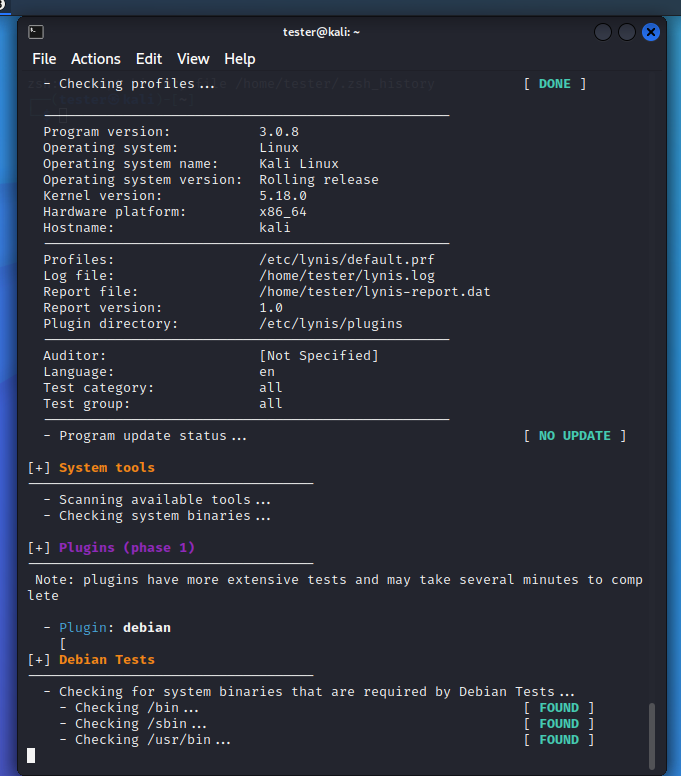 tester@kali: ~
File Actions Edit View Help
- Checking profiles... [ DONE ]
Program version: 3.0.8
Operating system: Linux
Operating system name: Kali Linux
Operating system version: Rolling release
Kernel version: 5.18.0
Hardware platform: x86_64
Hostname: kali
Profiles: /etc/lynis/default.prf
Log file: /home/tester/lynis.log
Report file: /home/tester/lynis-report.dat
Report version: 1.0
Plugin directory: /etc/lynis/plugins
Auditor: [Not Specified]
Language: en
Test category: all
Test group: all
- Program update status... [ NO UPDATE ]
[+] System tools
- Scanning available tools...
- Checking system binaries...
[+] Plugins (phase 1)
Note: plugins have more extensive tests and may take several minutes to comp
lete
- Plugin: debian
[
[+] Debian Tests
- Checking for system binaries that are required by Debian Tests...
- Checking /bin... [ FOUND ]
- Checking /sbin... [ FOUND ]
- Checking /usr/bin... [ FOUND ]